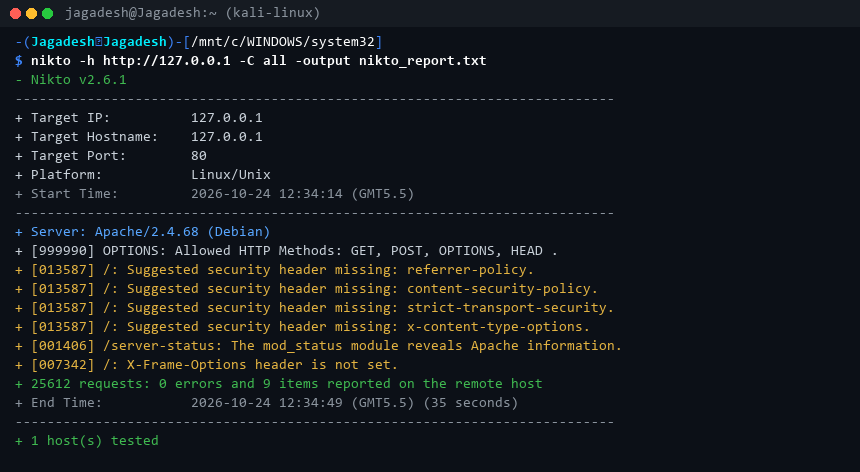 jagadesh@Jagadesh:~ (kali-linux)
-(Jagadesh㉿Jagadesh)-[/mnt/c/WINDOWS/system32]
$ nikto -h http://127.0.0.1 -C all -output nikto_report.txt
- Nikto v2.6.1
---------------------------------------------------------------------------
+ Target IP: 127.0.0.1
+ Target Hostname: 127.0.0.1
+ Target Port: 80
+ Platform: Linux/Unix
+ Start Time: 2026-10-24 12:34:14 (GMT5.5)
---------------------------------------------------------------------------
+ Server: Apache/2.4.68 (Debian)
+ [999990] OPTIONS: Allowed HTTP Methods: GET, POST, OPTIONS, HEAD .
+ [013587] /: Suggested security header missing: referrer-policy.
+ [013587] /: Suggested security header missing: content-security-policy.
+ [013587] /: Suggested security header missing: strict-transport-security.
+ [013587] /: Suggested security header missing: x-content-type-options.
+ [001406] /server-status: The mod_status module reveals Apache information.
+ [007342] /: X-Frame-Options header is not set.
+ 25612 requests: 0 errors and 9 items reported on the remote host
+ End Time: 2026-10-24 12:34:49 (GMT5.5) (35 seconds)
---------------------------------------------------------------------------
+ 1 host(s) tested